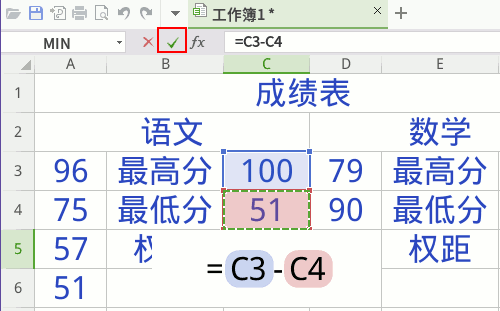 工作簿1 *
MIN
fx
=C3-C4
A B C D E
1 成绩表
2 语文 数学
3 96 最高分 100 79 最高分
4 75 最低分 51 90 最低分
5 57 权距
6 51
=C3-C4